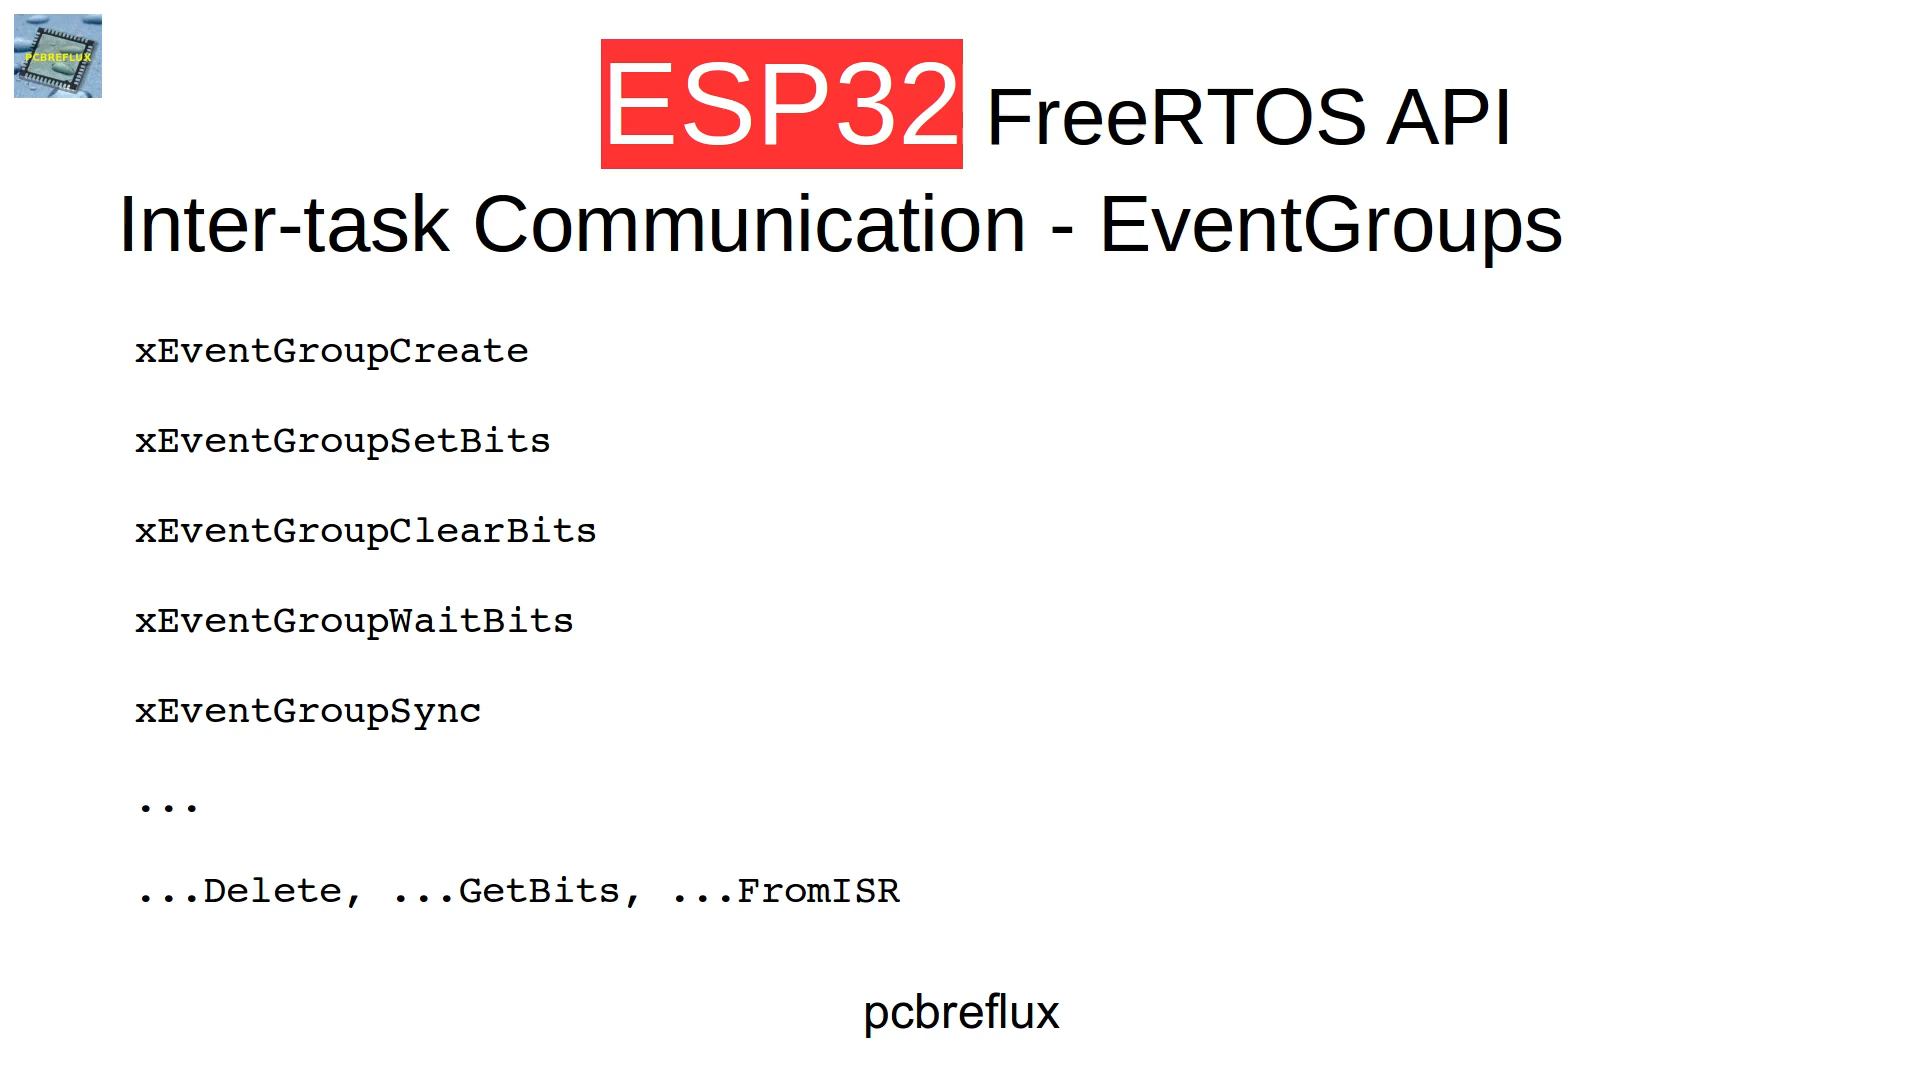 PCBREFLUX
ESP32 FreeRTOS API
Inter-task Communication - EventGroups
xEventGroupCreate
xEventGroupSetBits
xEventGroupClearBits
xEventGroupWaitBits
xEventGroupSync
...
...Delete, ...GetBits, ...FromISR
pcbreflux